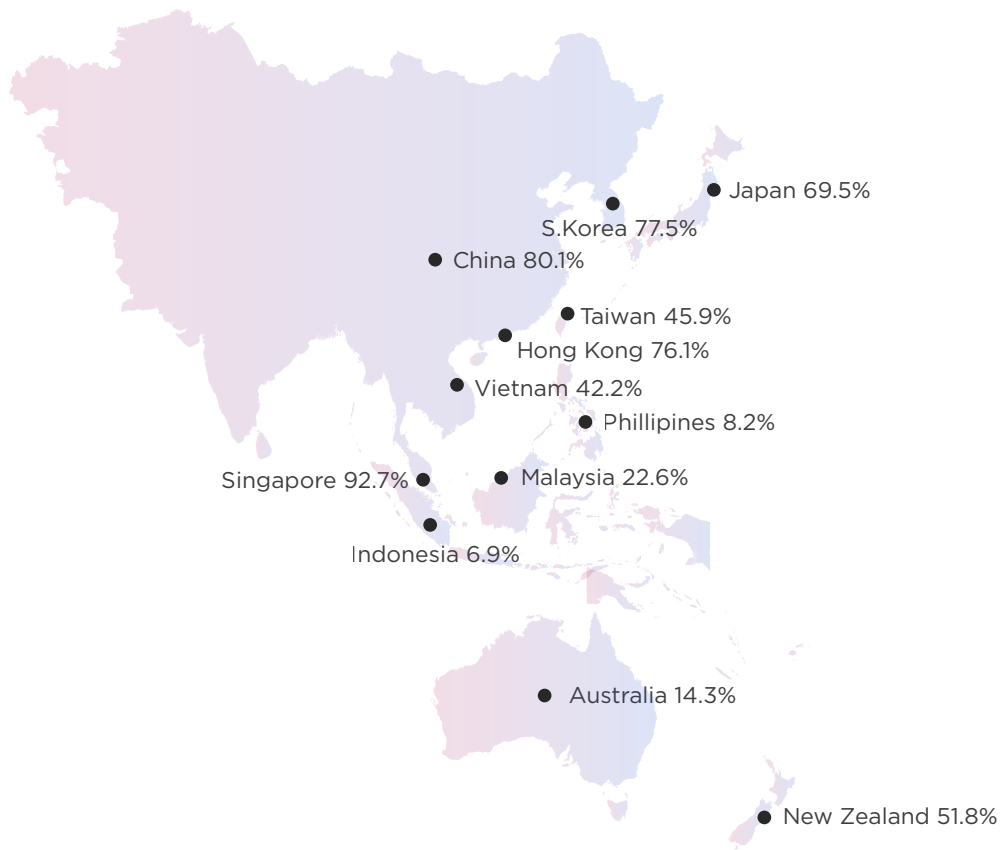 Japan 69.5%
S.Korea 77.5%
China 80.1%
Taiwan 45.9%
Hong Kong 76.1%
Vietnam 42.2%
Phillipines 8.2%
Singapore 92.7%
Malaysia 22.6%
Indonesia 6.9%
Australia 14.3%
New Zealand 51.8%